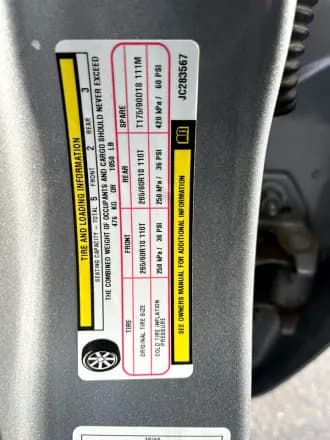 TIRE AND LOADING INFORMATION
SEATING CAPACITY - TOTAL 5 FRONT 2 REAR 3
THE COMBINED WEIGHT OF OCCUPANTS AND CARGO SHOULD NEVER EXCEED
476 KG OR 1050 LB
TIRE FRONT REAR SPARE
ORIGINAL TIRE SIZE 265/60R18 110T 265/60R18 110T T175/90D18 111M
COLD TIRE INFLATION PRESSURE 250 kPa / 36 PSI 250 kPa / 36 PSI 420 kPa / 60 PSI
SEE OWNERS MANUAL FOR ADDITIONAL INFORMATION
JC283567